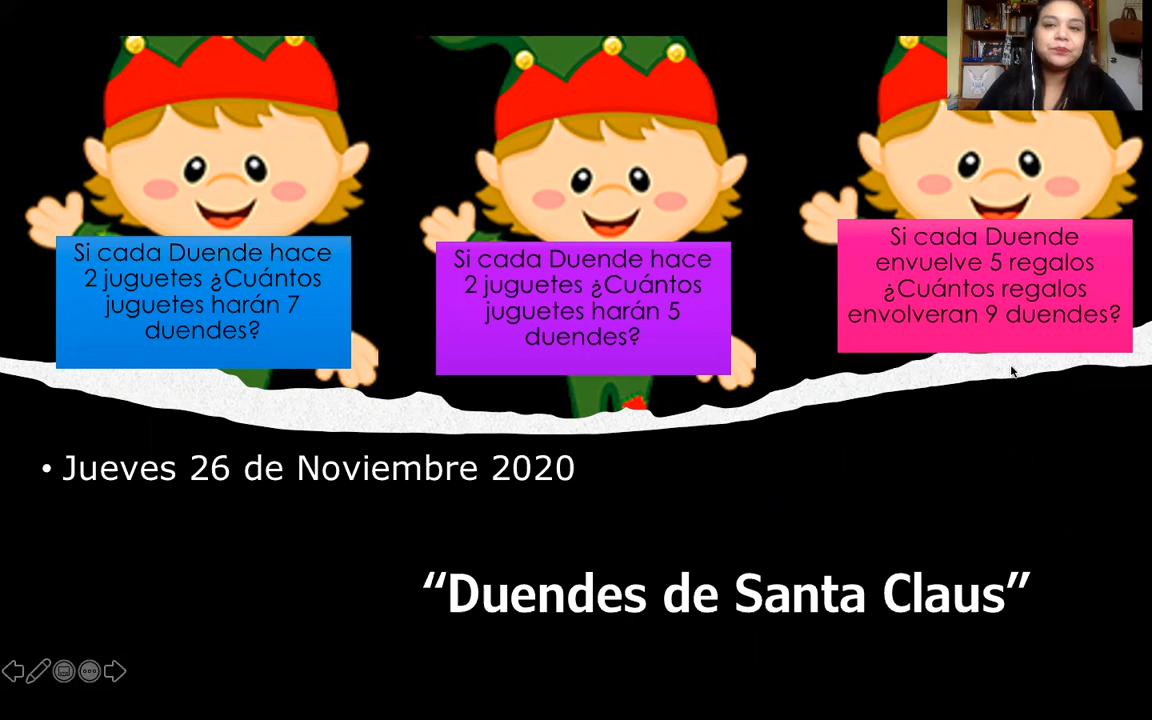 Si cada Duende hace
2 juguetes ¿Cuántos
juguetes harán 7
duendes?
Si cada Duende hace
2 juguetes ¿Cuántos
juguetes harán 5
duendes?
Si cada Duende
envuelve 5 regalos
¿Cuántos regalos
envolveran 9 duendes?
• Jueves 26 de Noviembre 2020
“Duendes de Santa Claus”